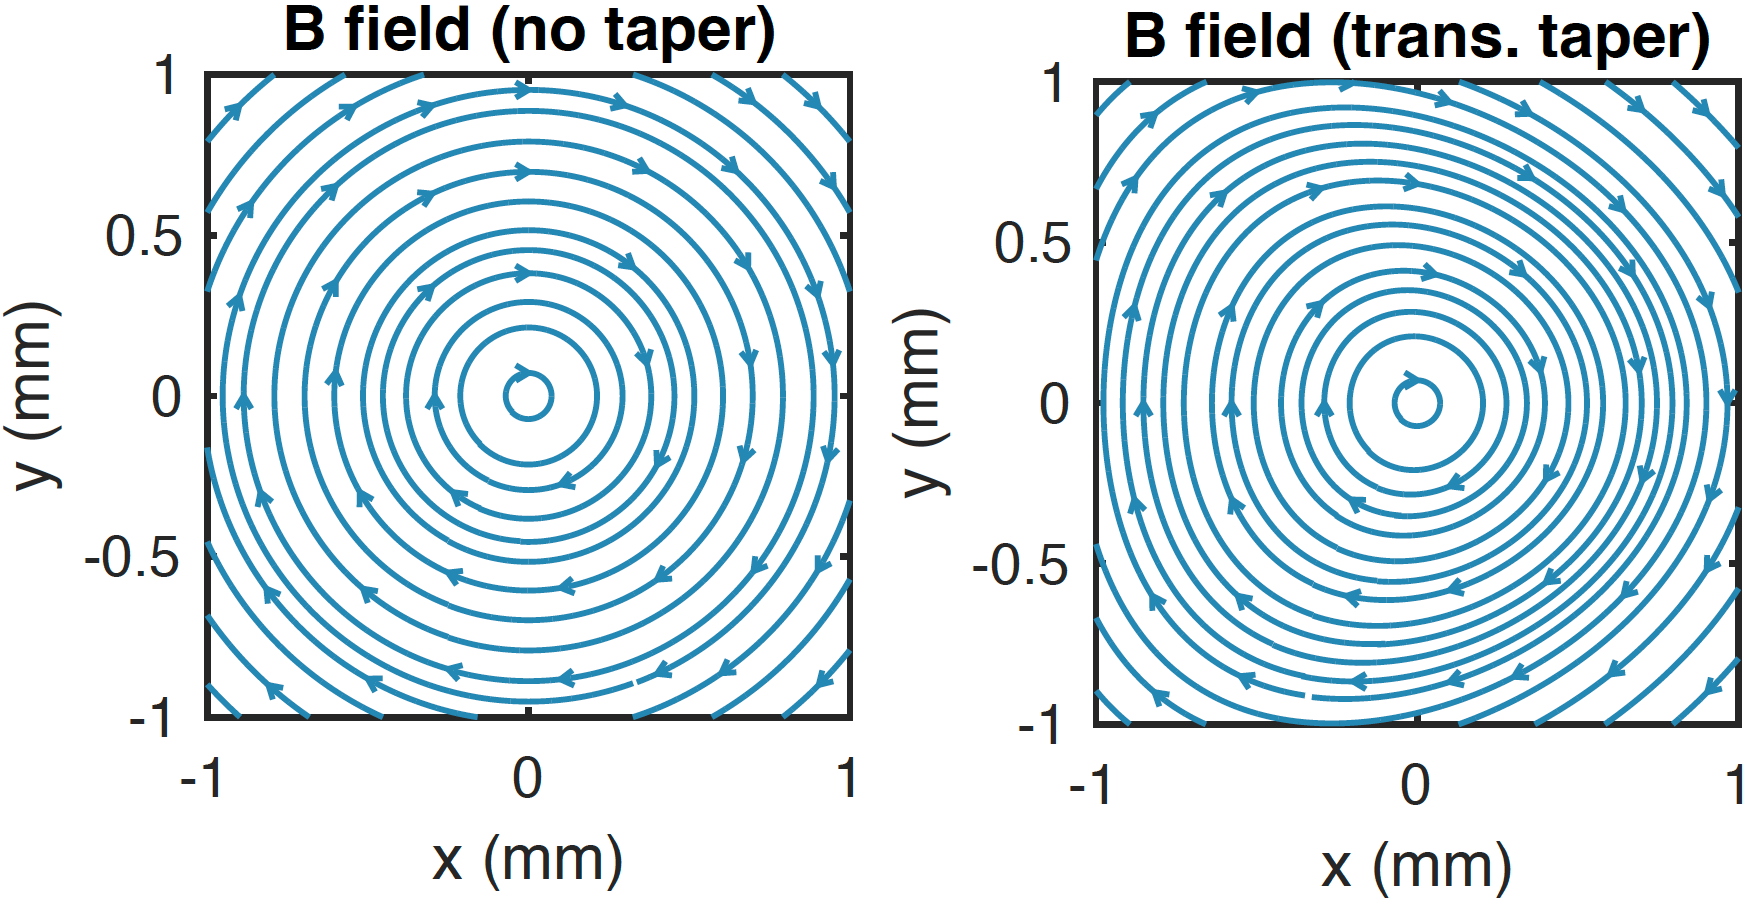 B field (no taper)
1
0.5
0
-0.5
-1
-1 0 1
x (mm)
y (mm)
B field (trans. taper)
1
0.5
0
-0.5
-1
-1 0 1
x (mm)
y (mm)